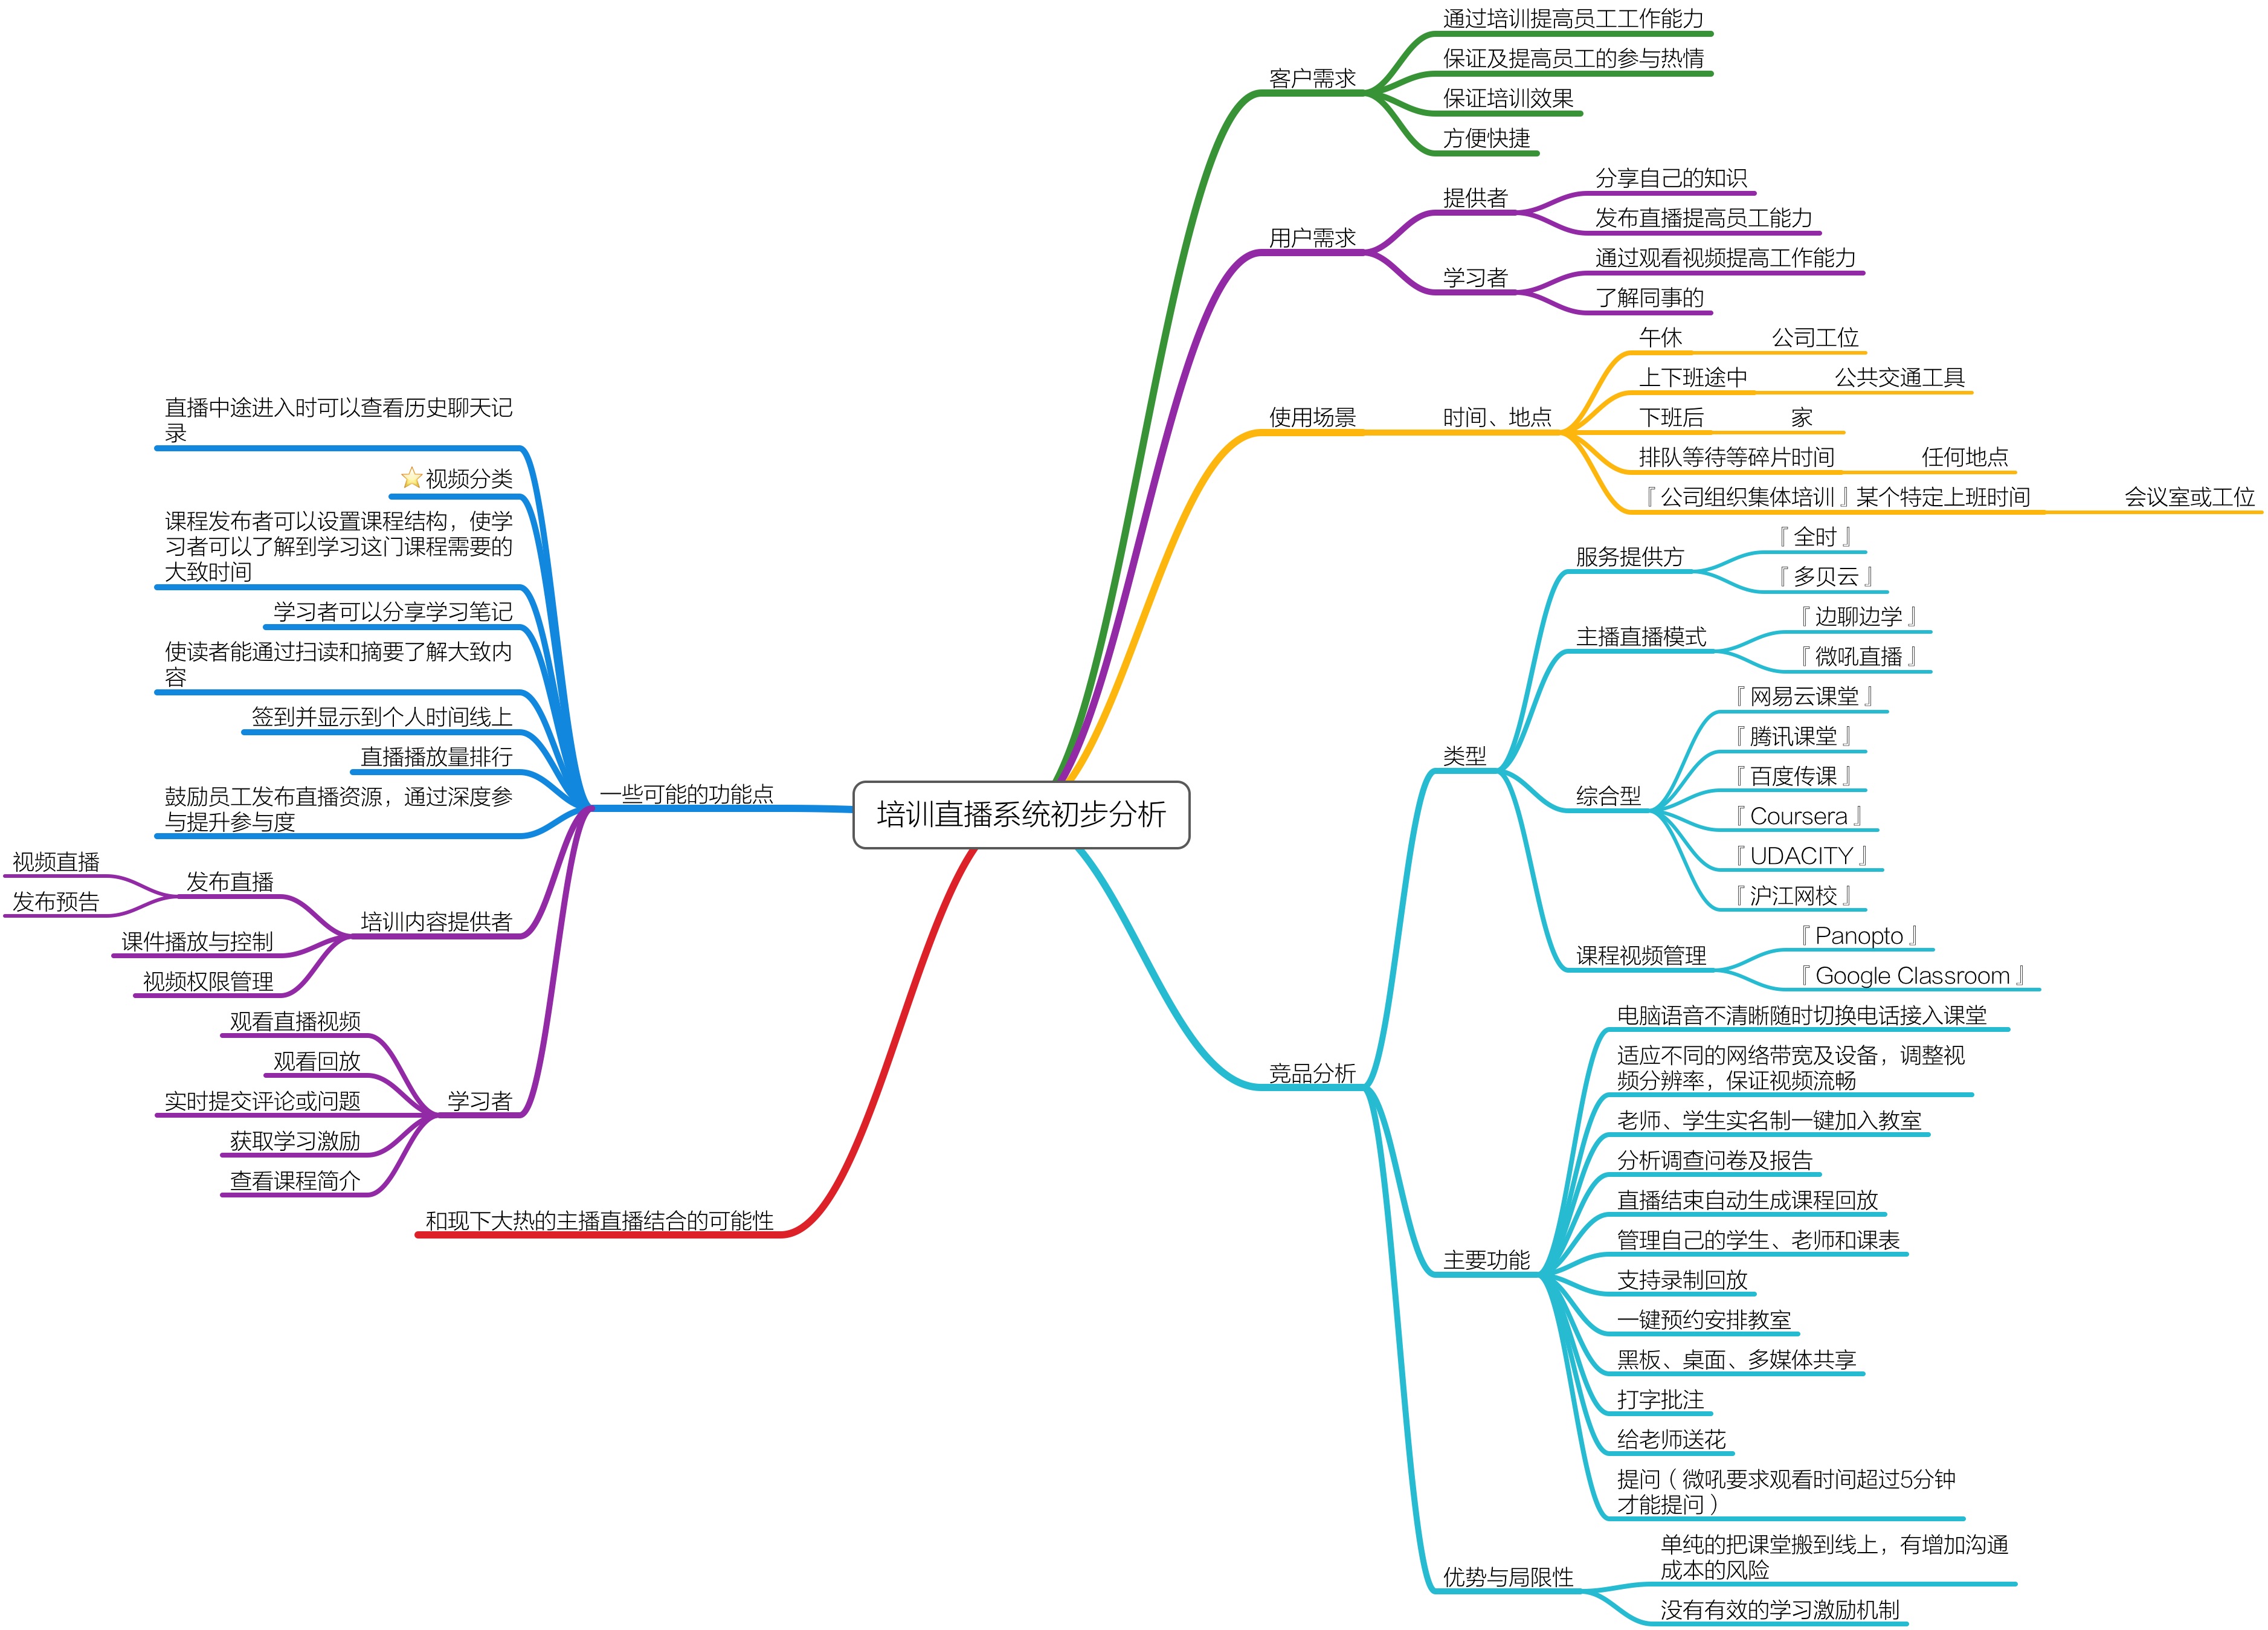 培训直播系统初步分析
客户需求
通过培训提高员工工作能力
保证及提高员工的参与热情
保证培训效果
方便快捷
用户需求
提供者
分享自己的知识
发布直播提高员工能力
学习者
通过观看视频提高工作能力
了解同事的
使用场景
时间、地点
午休
公司工位
上下班途中
公共交通工具
下班后
家
排队等待等碎片时间
任何地点
『公司组织集体培训』某个特定上班时间
会议室或工位
竞品分析
类型
服务提供方
『全时』
『多贝云』
主播直播模式
『边聊边学』
『微吼直播』
综合型
『网易云课堂』
『腾讯课堂』
『百度传课』
『Coursera』
『UDACITY』
『沪江网校』
课程视频管理
『Panopto』
『Google Classroom』
主要功能
电脑语音不清晰随时切换电话接入课堂
适应不同的网络带宽及设备，调整视
频分辨率，保证视频流畅
老师、学生实名制一键加入教室
分析调查问卷及报告
直播结束自动生成课程回放
管理自己的学生、老师和课表
支持录制回放
一键预约安排教室
黑板、桌面、多媒体共享
打字批注
给老师送花
提问（微吼要求观看时间超过5分钟
才能提问）
优势与局限性
单纯的把课堂搬到线上，有增加沟通
成本的风险
没有有效的学习激励机制
一些可能的功能点
直播中途进入时可以查看历史聊天记
录
视频分类
课程发布者可以设置课程结构，使学
习者可以了解到学习这门课程需要的
大致时间
学习者可以分享学习笔记
使读者能通过扫读和摘要了解大致内
容
签到并显示到个人时间线上
直播播放量排行
鼓励员工发布直播资源，通过深度参
与提升参与度
培训内容提供者
发布直播
视频直播
发布预告
课件播放与控制
视频权限管理
学习者
观看直播视频
观看回放
实时提交评论或问题
获取学习激励
查看课程简介
和现下大热的主播直播结合的可能性